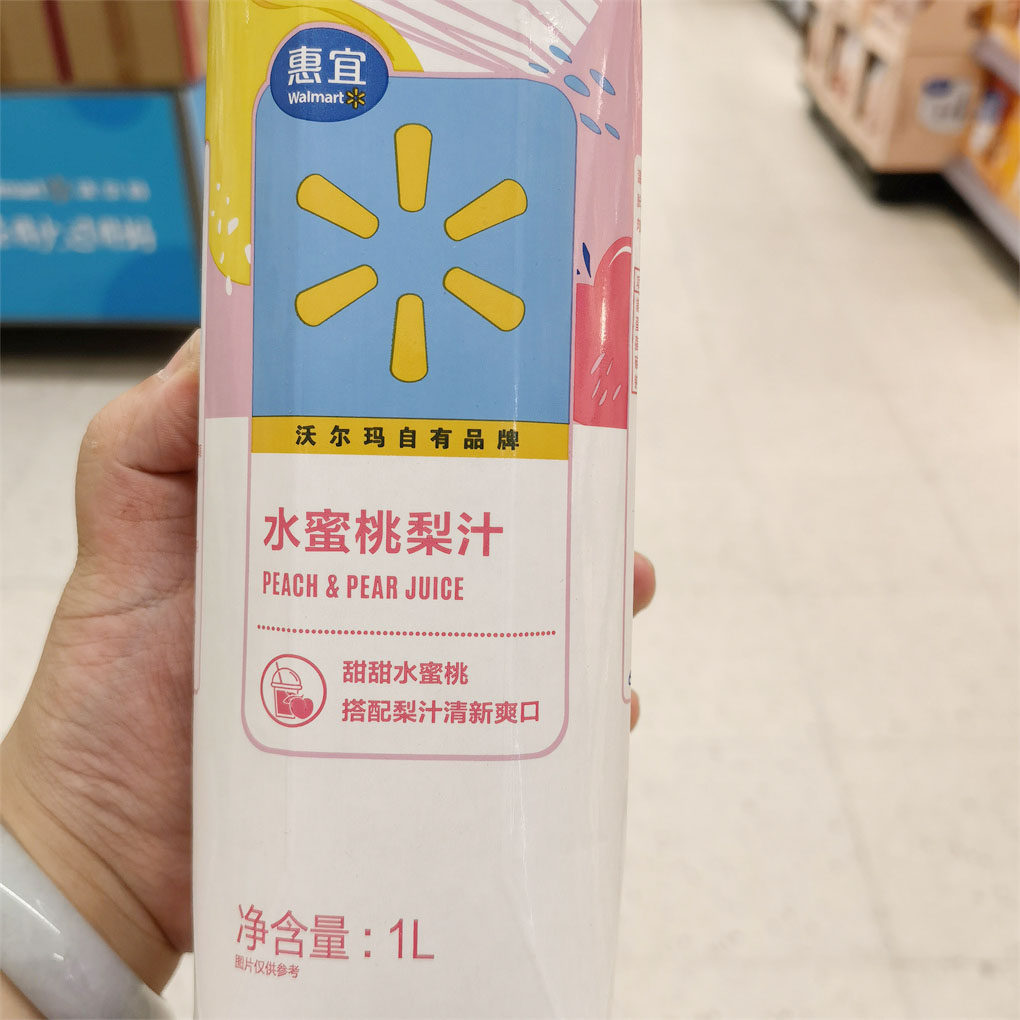 惠宜
Walmart
沃尔玛自有品牌
水蜜桃梨汁
PEACH & PEAR JUICE
甜甜水蜜桃
搭配梨汁清新爽口
净含量：1L
图片仅供参考